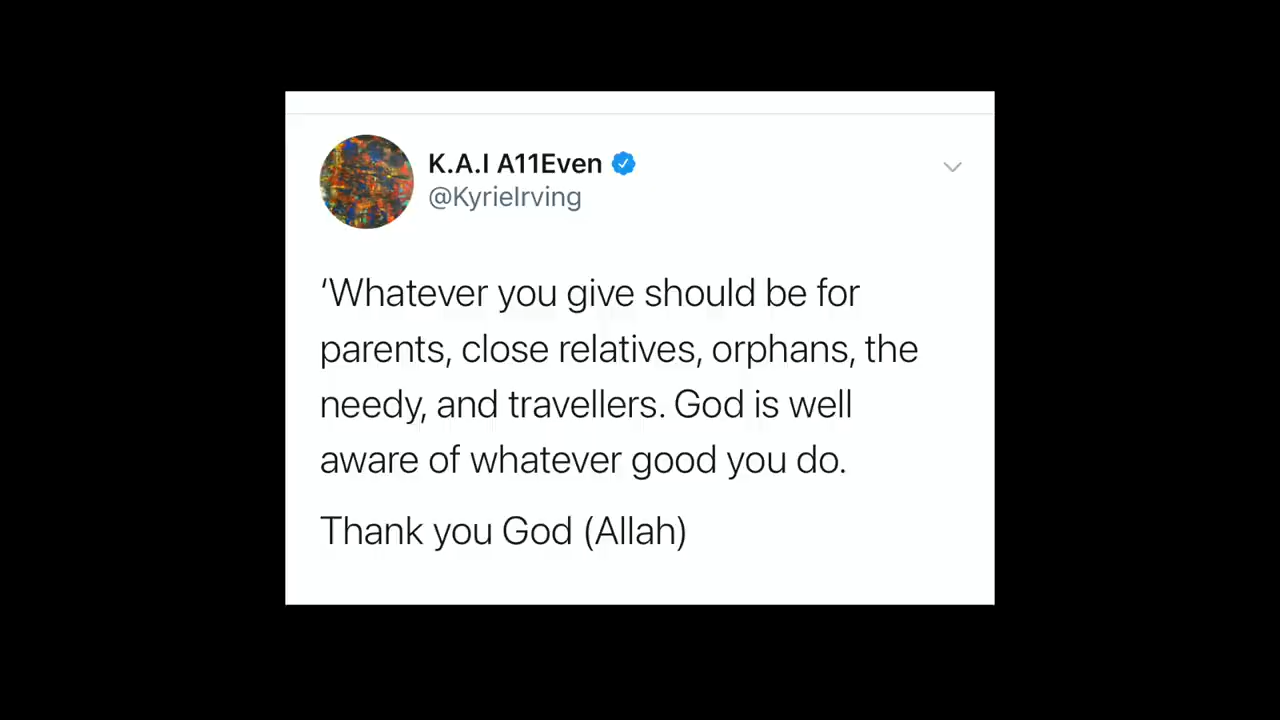 K.A.I A11Even
@KyrieIrving
‘Whatever you give should be for
parents, close relatives, orphans, the
needy, and travellers. God is well
aware of whatever good you do.
Thank you God (Allah)